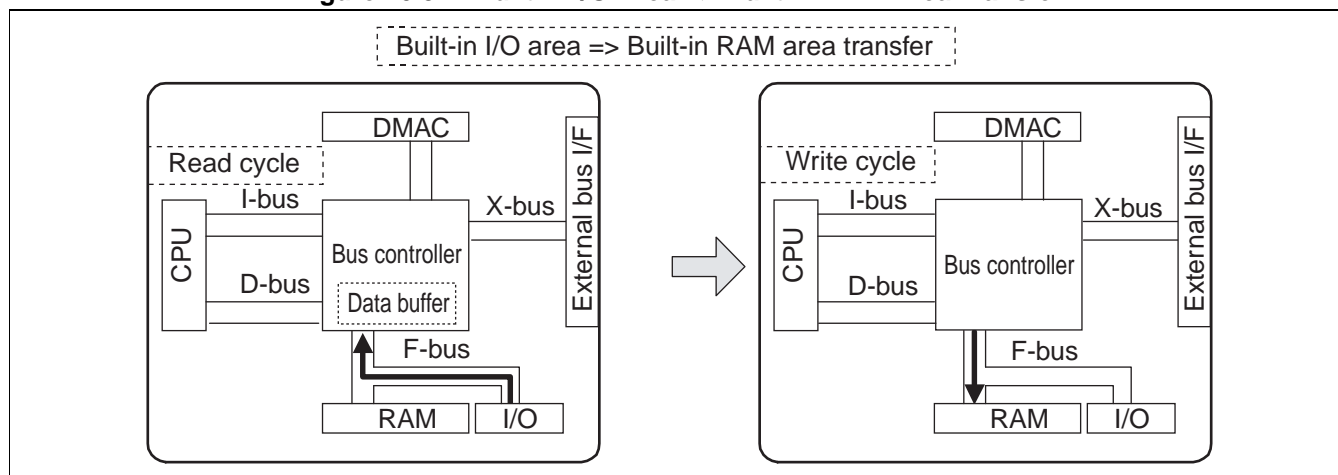 Built-in I/O area => Built-in RAM area transfer
DMAC
Read cycle
I-bus
X-bus
External bus I/F
CPU
Bus controller
D-bus
Data buffer
F-bus
RAM
I/O
DMAC
Write cycle
I-bus
X-bus
External bus I/F
CPU
Bus controller
D-bus
F-bus
RAM
I/O